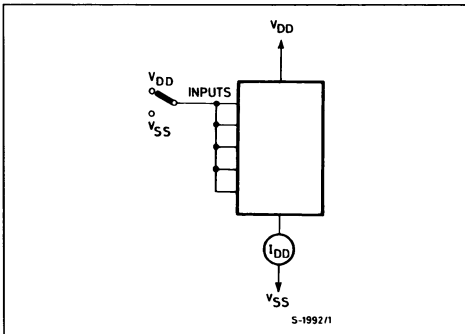 VDD
VDD
INPUTS
VSS
IDD
VSS
S-1992/1